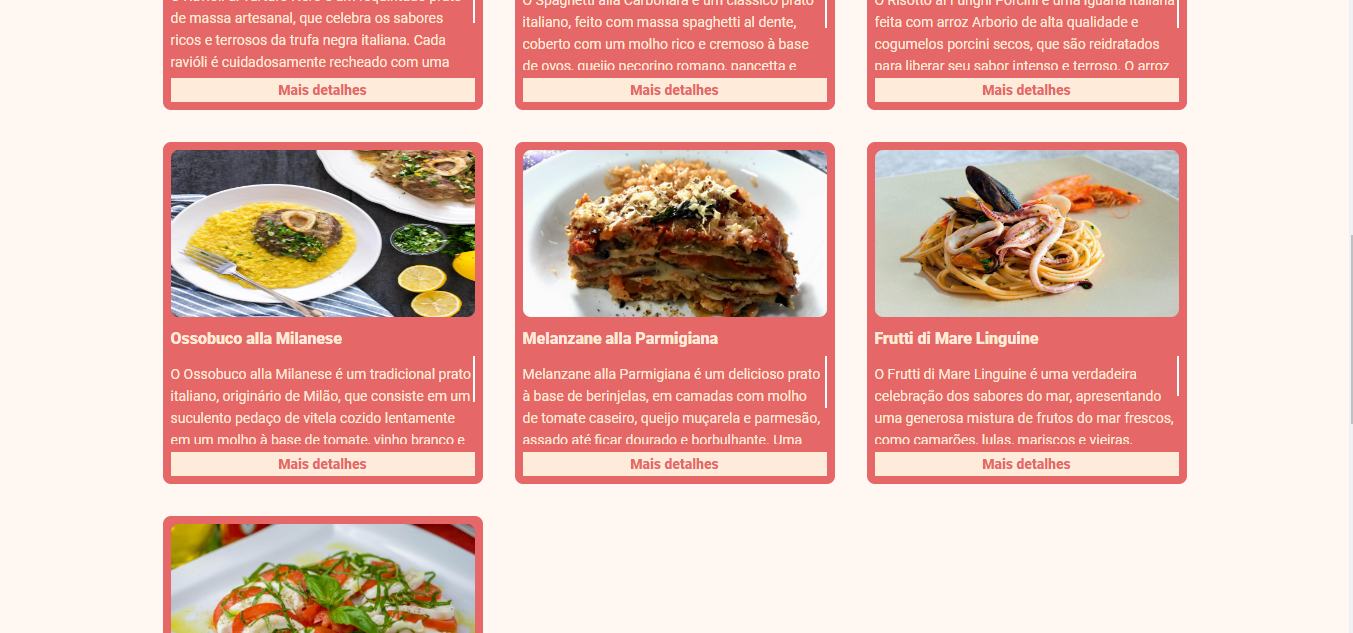 de massa artesanal, que celebra os sabores
ricos e terrosos da trufa negra italiana. Cada
ravióli é cuidadosamente recheado com uma
Mais detalhes
O Spaghetti alla Carbonara é um clássico prato
italiano, feito com massa spaghetti al dente,
coberto com um molho rico e cremoso à base
de ovos, queijo pecorino romano, pancetta e
Mais detalhes
O Risotto ai Funghi Porcini é uma iguaria italiana
feita com arroz Arborio de alta qualidade e
cogumelos porcini secos, que são reidratados
para liberar seu sabor intenso e terroso. O arroz
Mais detalhes
Ossobuco alla Milanese
O Ossobuco alla Milanese é um tradicional prato
italiano, originário de Milão, que consiste em um
suculento pedaço de vitela cozido lentamente
em um molho à base de tomate, vinho branco e
Mais detalhes
Melanzane alla Parmigiana
Melanzane alla Parmigiana é um delicioso prato
à base de berinjelas, em camadas com molho
de tomate caseiro, queijo muçarela e parmesão,
assado até ficar dourado e borbulhante. Uma
Mais detalhes
Frutti di Mare Linguine
O Frutti di Mare Linguine é uma verdadeira
celebração dos sabores do mar, apresentando
uma generosa mistura de frutos do mar frescos,
como camarões, lulas, mariscos e vieiras,
Mais detalhes